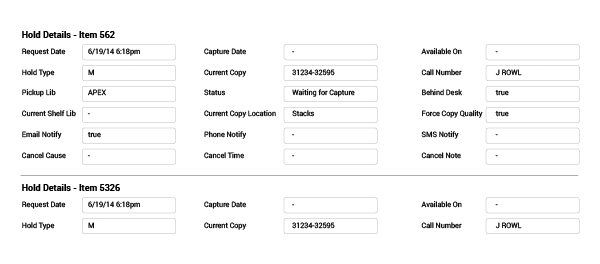 Hold Details - Item 562
Request Date 6/19/14 6:18pm Capture Date - Available On -
Hold Type M Current Copy 31234-32595 Call Number J ROWL
Pickup Lib APEX Status Waiting for Capture Behind Desk true
Current Shelf Lib - Current Copy Location Stacks Force Copy Quality true
Email Notify true Phone Notify - SMS Notify -
Cancel Cause - Cancel Time - Cancel Note -
Hold Details - Item 5326
Request Date 6/19/14 6:18pm Capture Date - Available On -
Hold Type M Current Copy 31234-32595 Call Number J ROWL